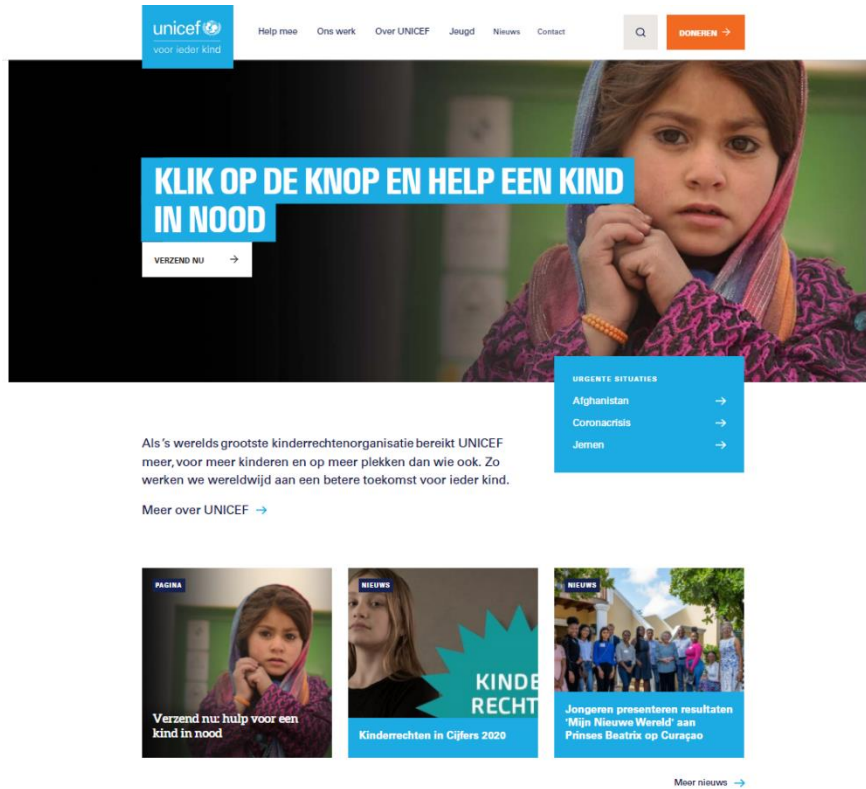 unicef
voor ieder kind
Help mee
Ons werk
Over UNICEF
Jeugd
Nieuws
Contact
DONEREN →
KLIK OP DE KNOP EN HELP EEN KIND
IN NOOD
VERZEND NU →
URGENTE SITUATIES
Afghanistan →
Coronacrisis →
Jemen →
Als 's werelds grootste kinderrechtenorganisatie bereikt UNICEF
meer, voor meer kinderen en op meer plekken dan wie ook. Zo
werken we wereldwijd aan een betere toekomst voor ieder kind.
Meer over UNICEF →
PAGINA
Verzend nu: hulp voor een
kind in nood
NIEUWS
KINDE
RECHT
Kinderrechten in Cijfers 2020
NIEUWS
Jongeren presenteren resultaten
'Mijn Nieuwe Wereld' aan
Prinses Beatrix op Curaçao
Meer nieuws →